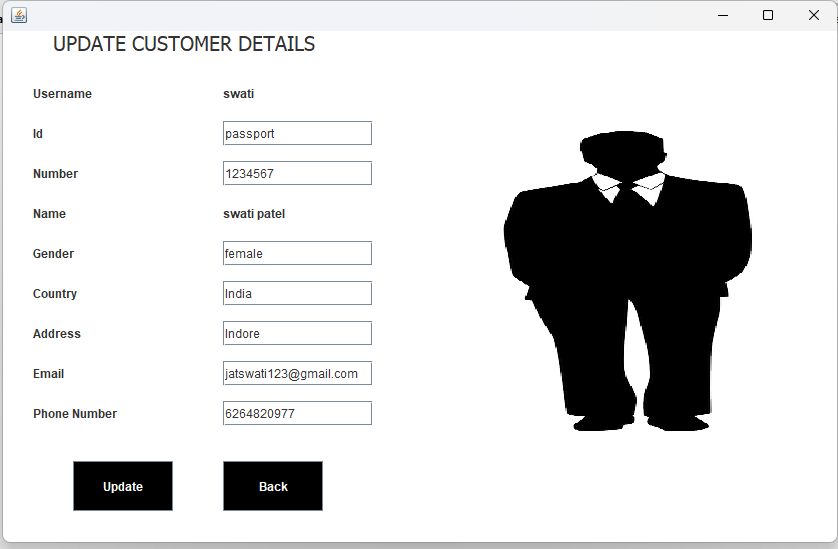 UPDATE CUSTOMER DETAILS
Username swati
Id passport
Number 1234567
Name swati patel
Gender female
Country India
Address Indore
Email jatswati123@gmail.com
Phone Number 6264820977
Update Back